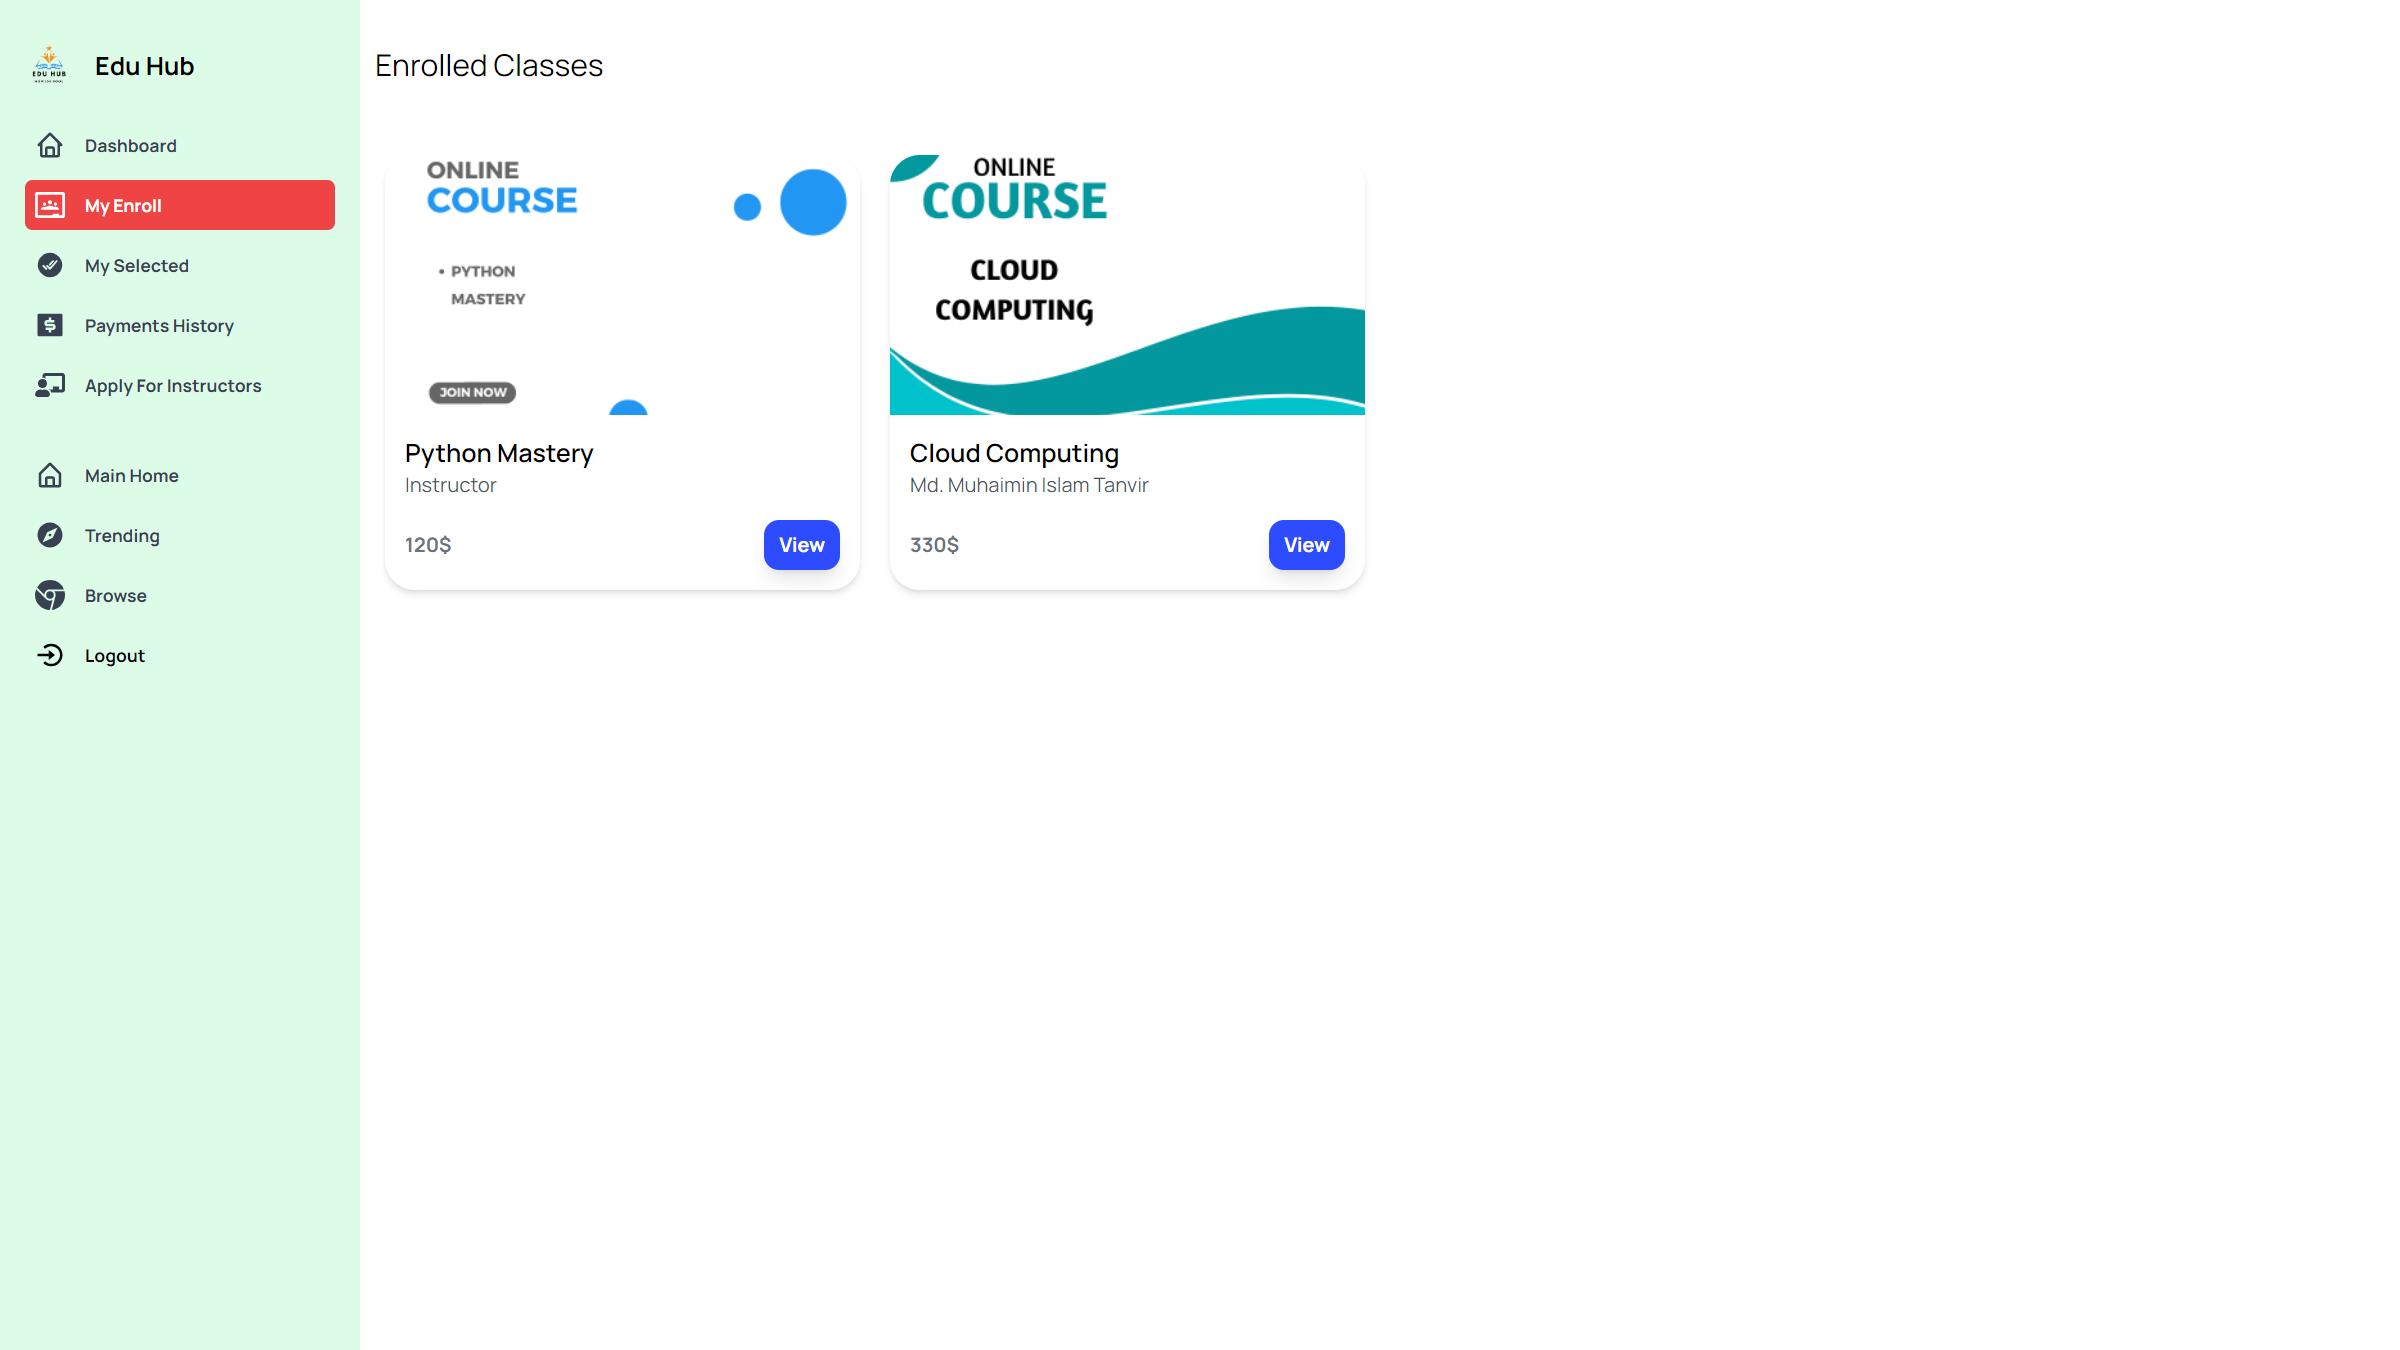 EDU HUB
Edu Hub
Dashboard
My Enroll
My Selected
Payments History
Apply For Instructors
Main Home
Trending
Browse
Logout
Enrolled Classes
ONLINE
COURSE
• PYTHON
MASTERY
JOIN NOW
Python Mastery
Instructor
120$
View
ONLINE
COURSE
CLOUD
COMPUTING
Cloud Computing
Md. Muhaimin Islam Tanvir
330$
View